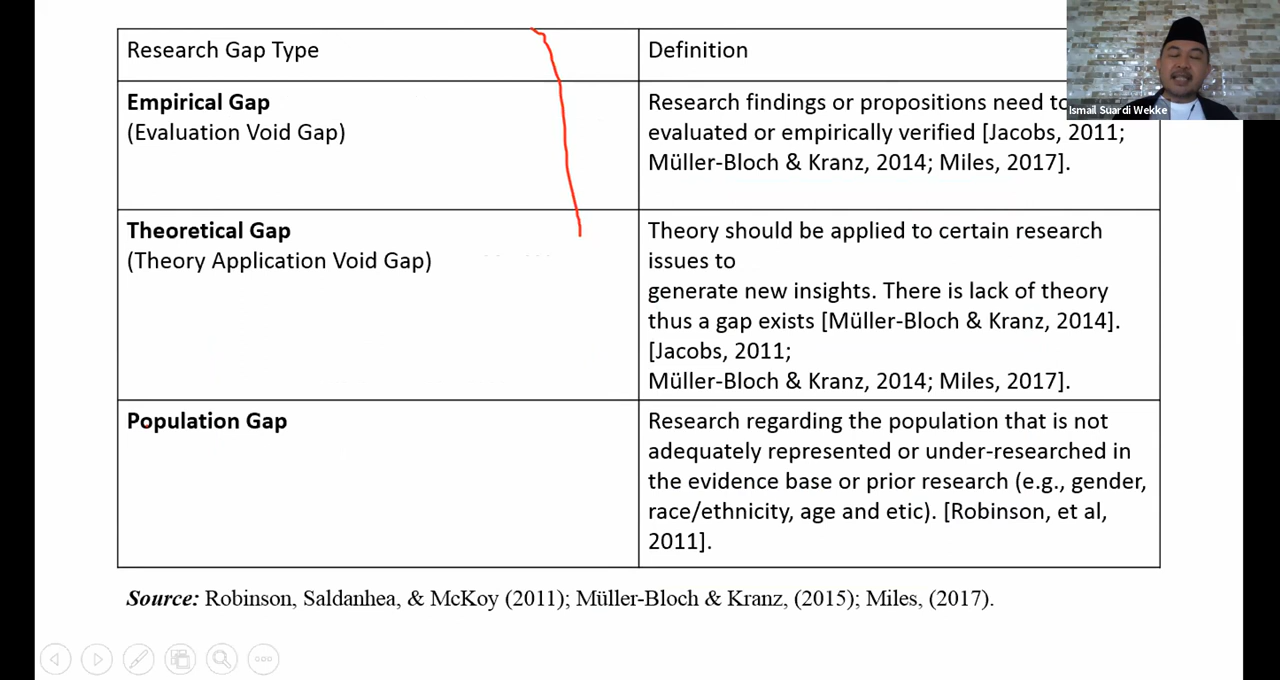 Research Gap Type
Definition
Empirical Gap
(Evaluation Void Gap)
Research findings or propositions need to
evaluated or empirically verified [Jacobs, 2011;
Müller-Bloch & Kranz, 2014; Miles, 2017].
Theoretical Gap
(Theory Application Void Gap)
Theory should be applied to certain research
issues to
generate new insights. There is lack of theory
thus a gap exists [Müller-Bloch & Kranz, 2014].
[Jacobs, 2011;
Müller-Bloch & Kranz, 2014; Miles, 2017].
Population Gap
Research regarding the population that is not
adequately represented or under-researched in
the evidence base or prior research (e.g., gender,
race/ethnicity, age and etic). [Robinson, et al,
2011].
Source: Robinson, Saldanhea, & McKoy (2011); Müller-Bloch & Kranz, (2015); Miles, (2017).
Ismail Suardi Wekke